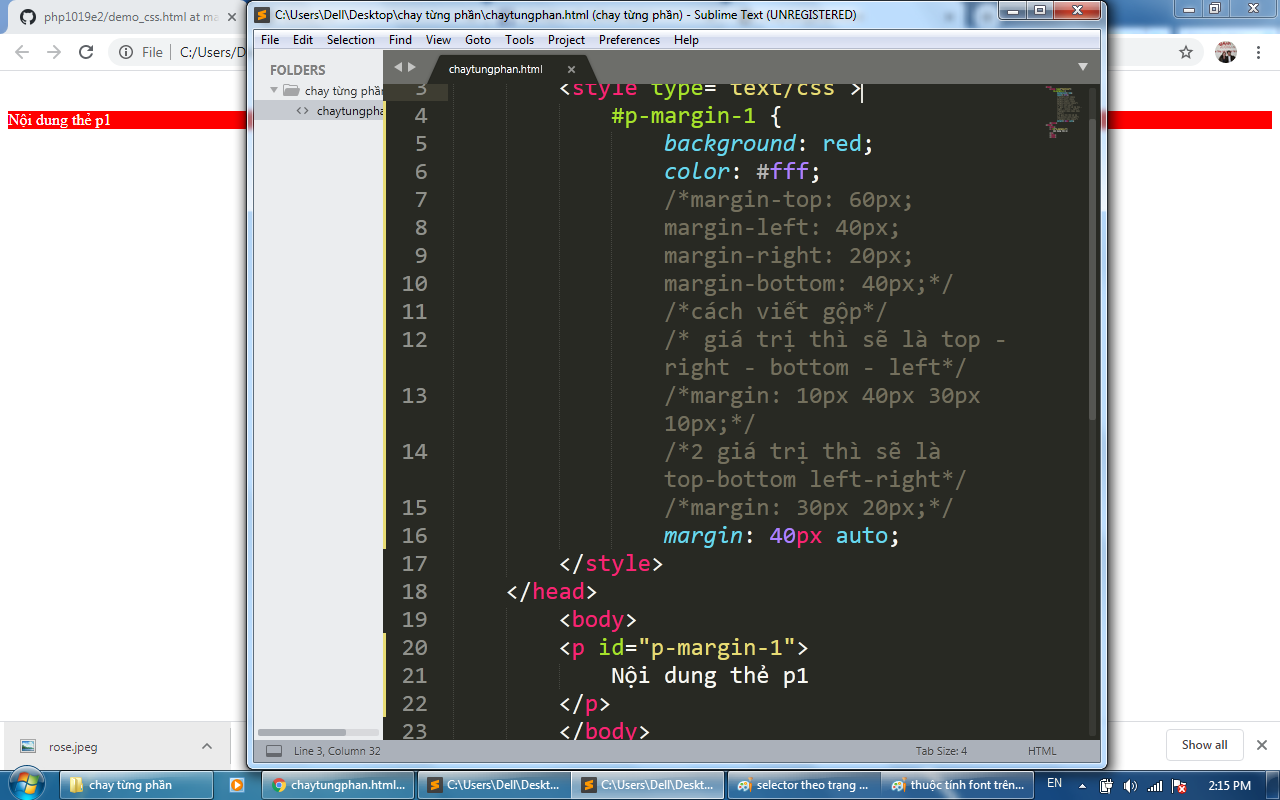 php1019e2/demo_css.html at ma
C:\Users\Dell\Desktop\chay từng phần\chaytungphan.html (chay từng phần) - Sublime Text (UNREGISTERED)
File Edit Selection Find View Goto Tools Project Preferences Help
File C:/Users/D
FOLDERS
chay từng phần
chaytungpha
chaytungphan.html
Nội dung thẻ p1
3 <style type="text/css">
4 #p-margin-1 {
5 background: red;
6 color: #fff;
7 /*margin-top: 60px;
8 margin-left: 40px;
9 margin-right: 20px;
10 margin-bottom: 40px;*/
11 /*cách viết gộp*/
12 /* giá trị thì sẽ là top -
right - bottom - left*/
13 /*margin: 10px 40px 30px
10px;*/
14 /*2 giá trị thì sẽ là
top-bottom left-right*/
15 /*margin: 30px 20px;*/
16 margin: 40px auto;
17 </style>
18 </head>
19 <body>
20 <p id="p-margin-1">
21 Nội dung thẻ p1
22 </p>
23 </body>
Line 3, Column 32 Tab Size: 4 HTML
rose.jpeg
Show all
chay từng phần
chaytungphan.html...
C:\Users\Dell\Deskt...
C:\Users\Dell\Deskt...
selector theo trạng ...
thuộc tính font trên...
EN
2:15 PM